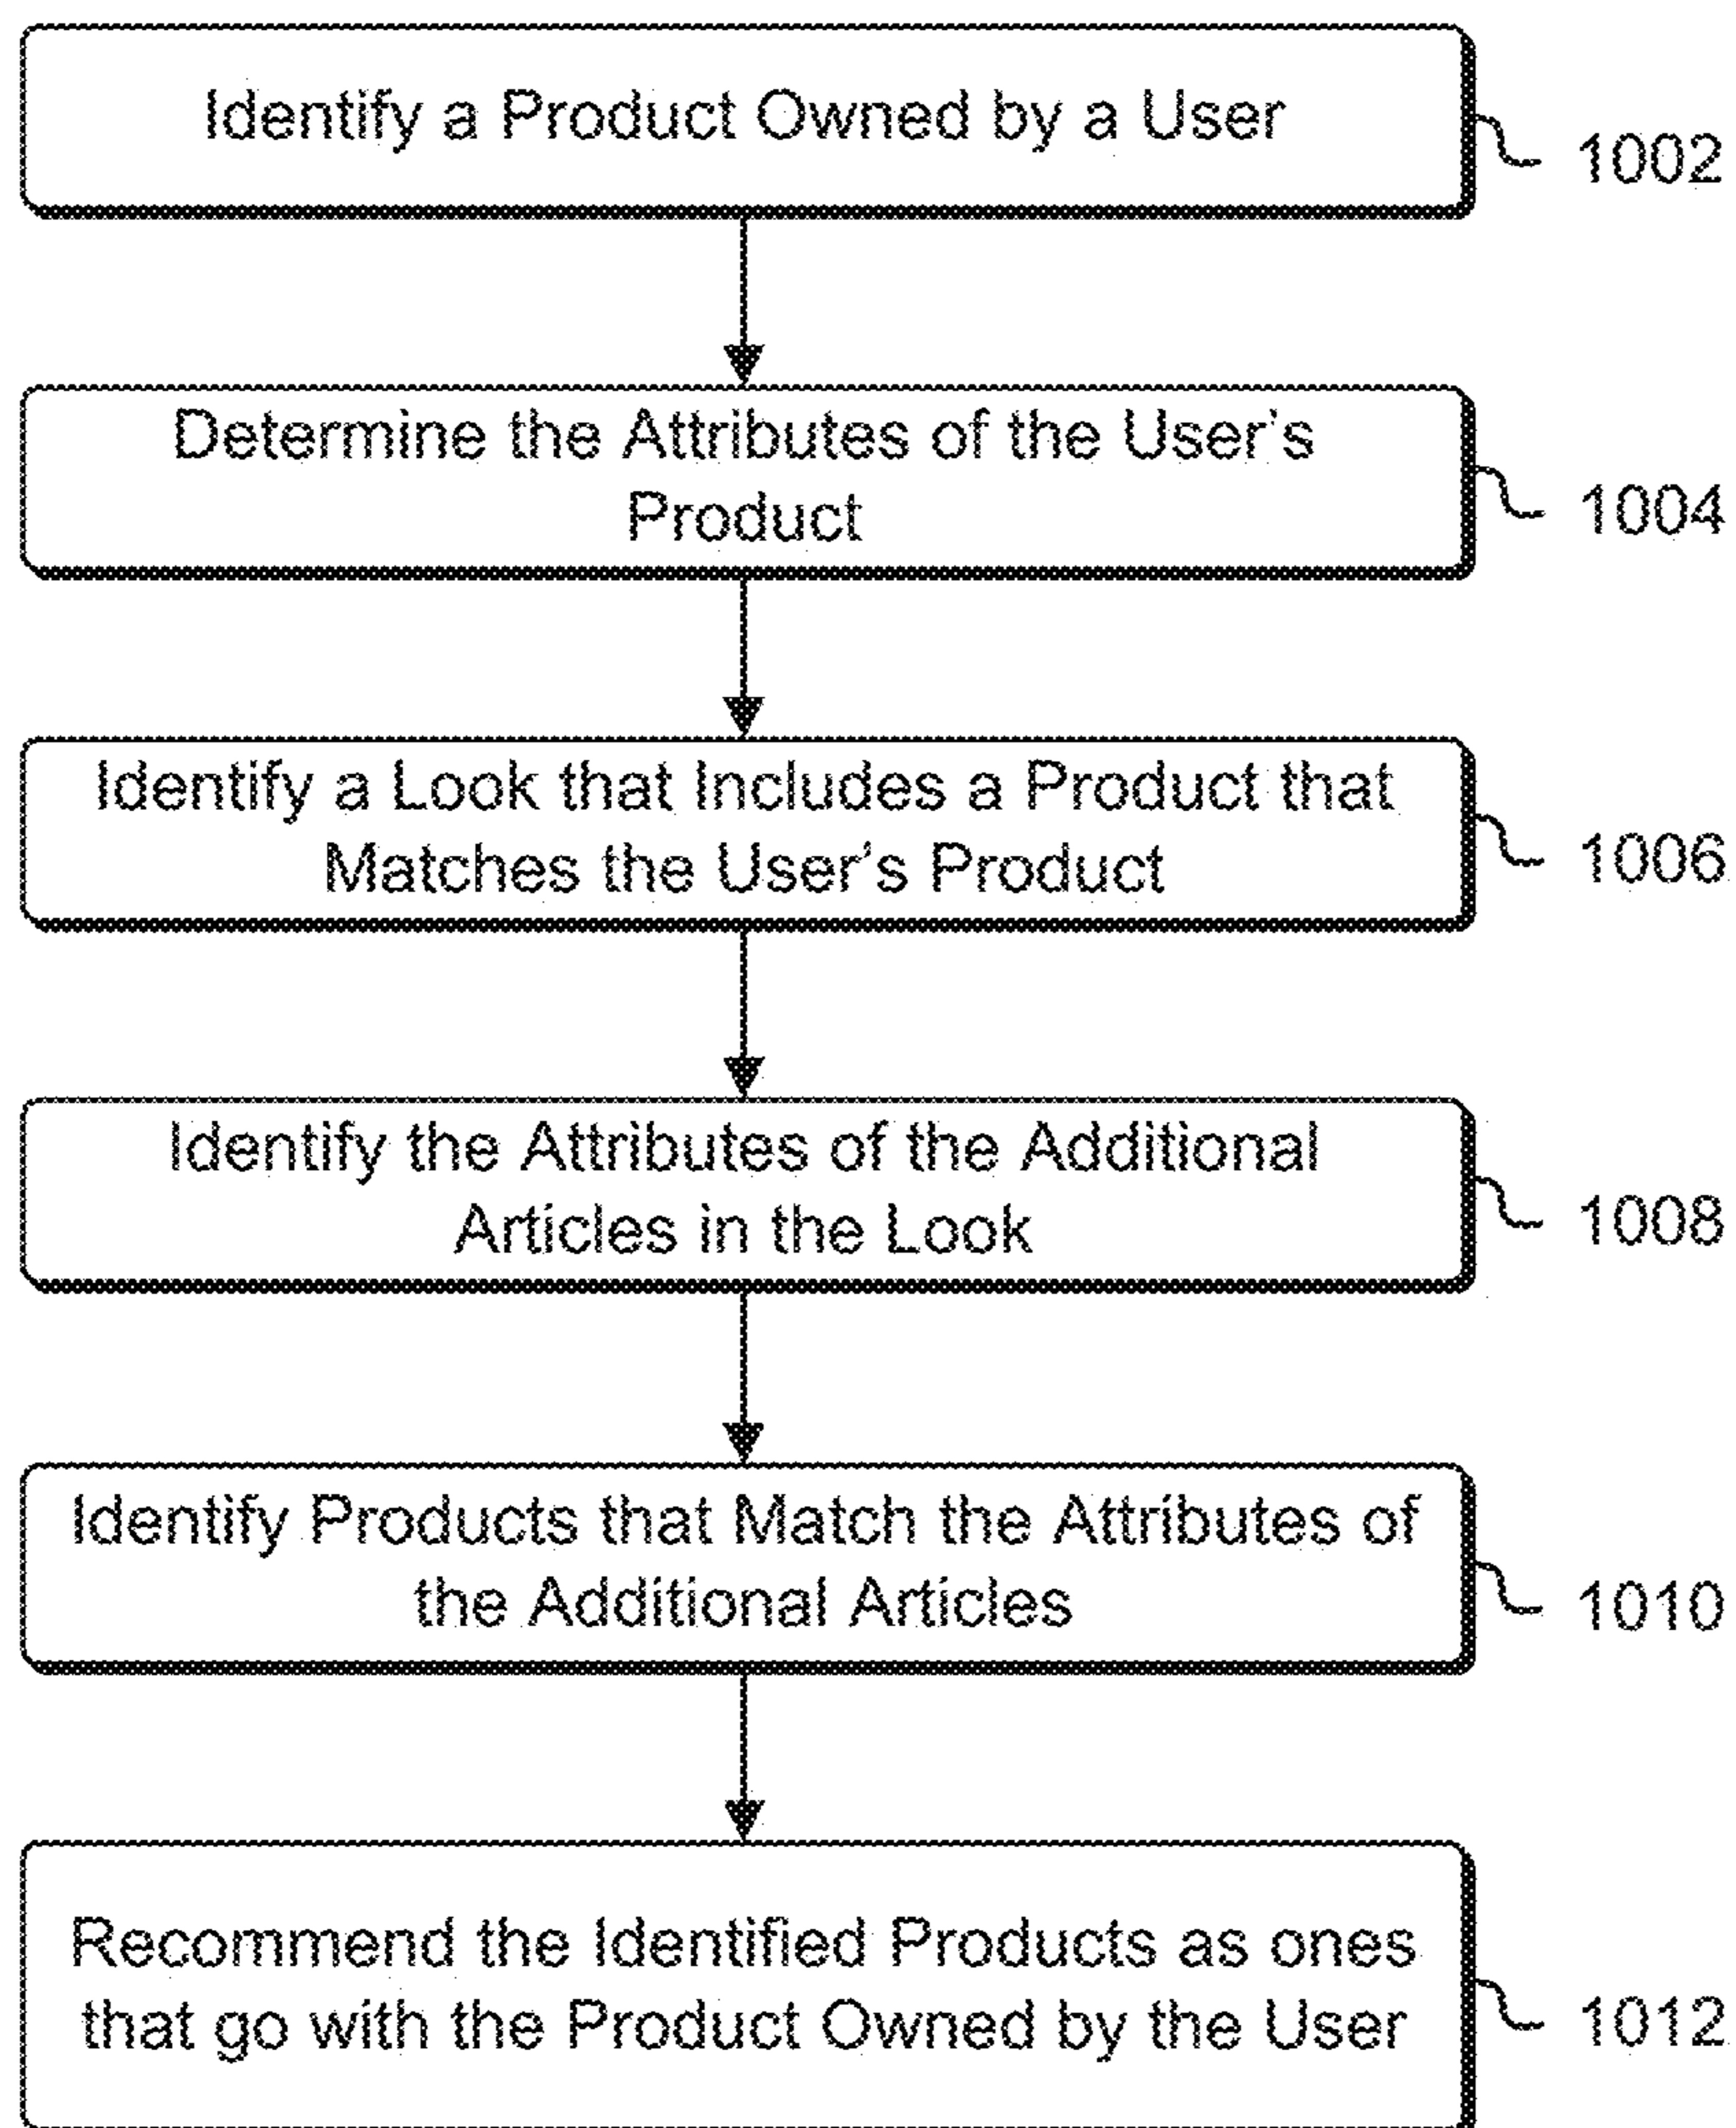 Identify a Product Owned by a User
1002
Determine the Attributes of the User's
Product
1004
Identify a Look that Includes a Product that
Matches the User's Product
1006
Identify the Attributes of the Additional
Articles in the Look
1008
Identify Products that Match the Attributes of
the Additional Articles
1010
Recommend the Identified Products as ones
that go with the Product Owned by the User
1012